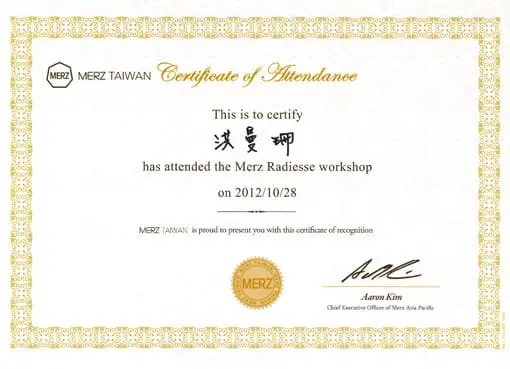 MERZ MERZ TAIWAN Certificate of Attendance
This is to certify
洪曼珊
has attended the Merz Radiesse workshop
on 2012/10/28
MERZ TAIWAN is proud to present you with this certificate of recognition
MERZ
Aaron Kim
Chief Executive Officer of Merz Asia Pacific